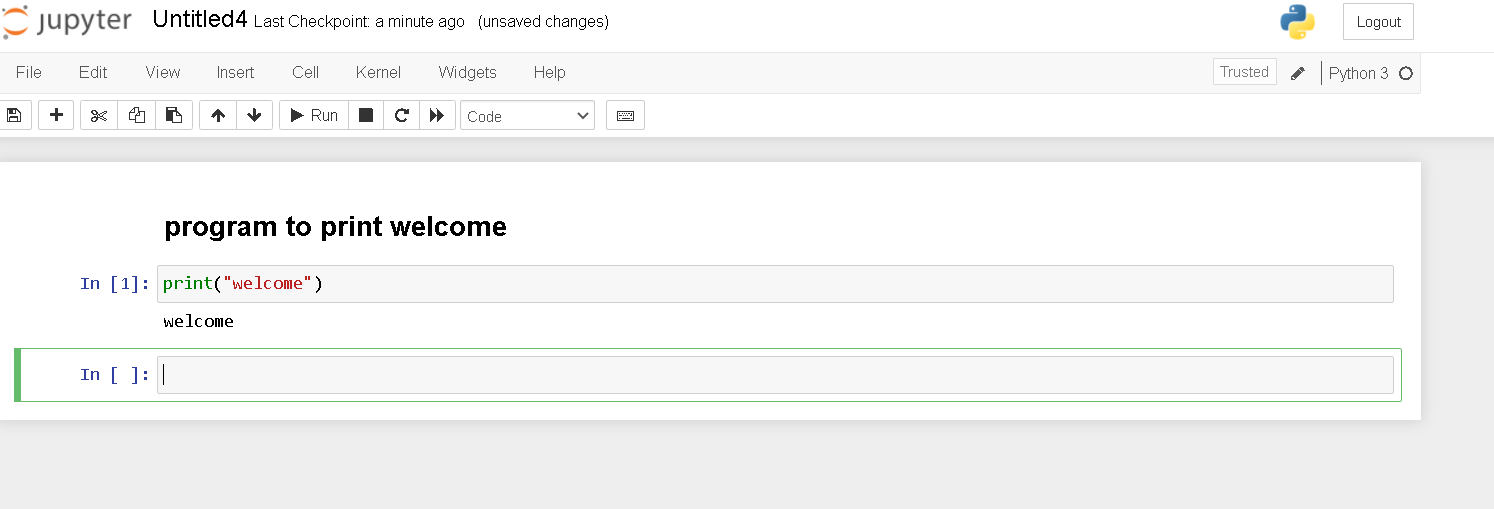 jupyter Untitled4 Last Checkpoint: a minute ago (unsaved changes) Logout
File Edit View Insert Cell Kernel Widgets Help Trusted Python 3
Run Code
program to print welcome
In [1]: print("welcome")
welcome
In [ ]: